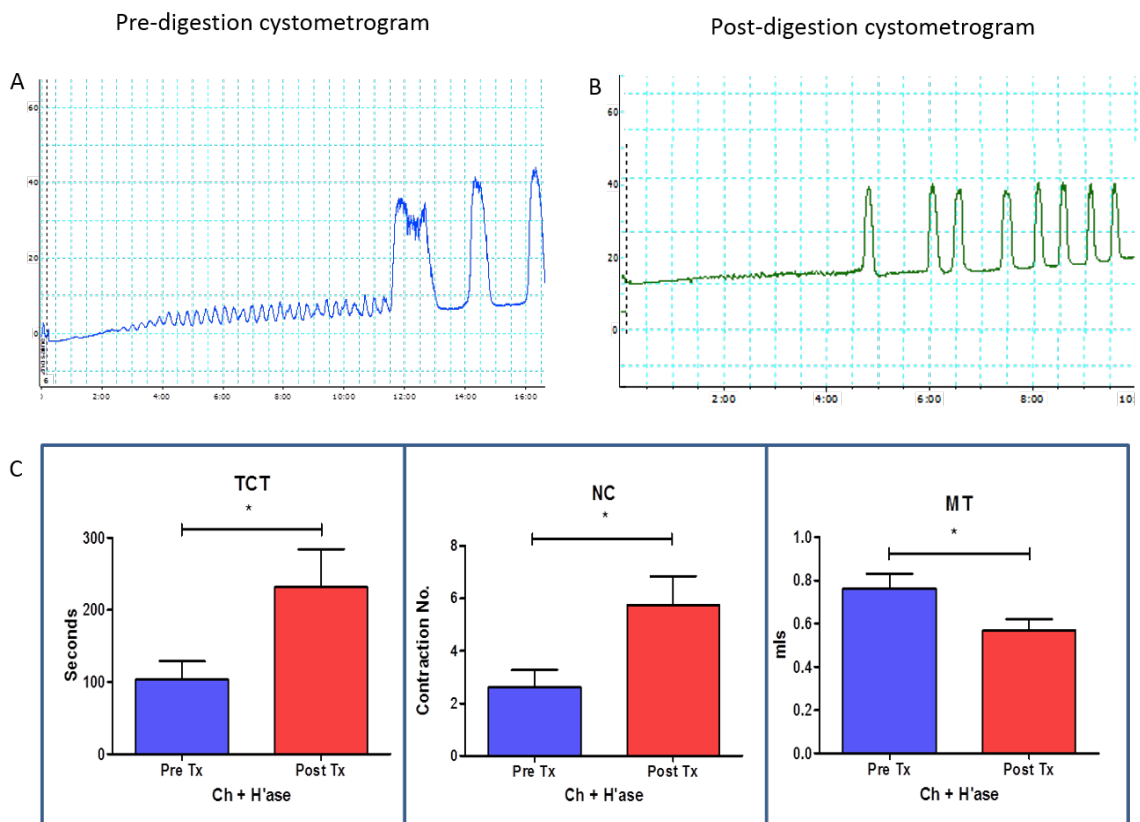 Pre-digestion cystometrogram
Post-digestion cystometrogram
A
60
40
20
0
6
2:00 4:00 6:00 8:00 10:00 12:00 14:00 16:00
B
60
40
20
0
2:00 4:00 6:00 8:00 10
C
TCT
*
300
200
100
0
Seconds
Pre Tx Post Tx
Ch + H'ase
NC
*
8
6
4
2
0
Contraction No.
Pre Tx Post Tx
Ch + H'ase
MT
*
1.0
0.8
0.6
0.4
0.2
0.0
mls
Pre Tx Post Tx
Ch + H'ase